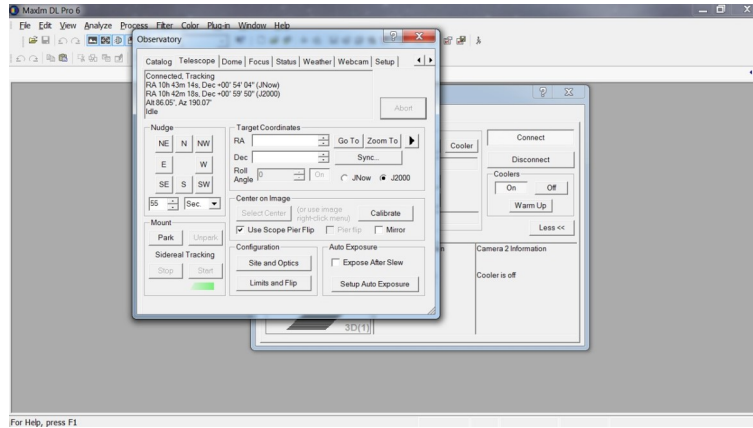 MaxIm DL Pro 6
File Edit View Analyze Process Filter Color Plug-in Window Help
Observatory
Catalog Telescope Dome Focus Status Weather Webcam Setup
Connected, Tracking
RA 10h 43m 14s, Dec +00° 54' 04" (JNow)
RA 10h 42m 18s, Dec +00° 59' 50" (J2000)
Alt 86.05°, Az 190.07°
Idle
Abort
Nudge
NE N NW
E W
SE S SW
55 Sec.
Mount
Park Unpark
Sidereal Tracking
Stop Start
Target Coordinates
RA Go To Zoom To
Dec Sync...
Roll Angle 0 On JNow J2000
Center on Image
Select Center (or use image right-click menu) Calibrate
Use Scope Pier Flip Pier flip Mirror
Configuration
Site and Optics
Limits and Flip
Auto Exposure
Expose After Slew
Setup Auto Exposure
Cooler
Connect
Disconnect
Coolers
On Off
Warm Up
Less <<
Camera 2 Information
Cooler is off
3D(1)
For Help, press F1